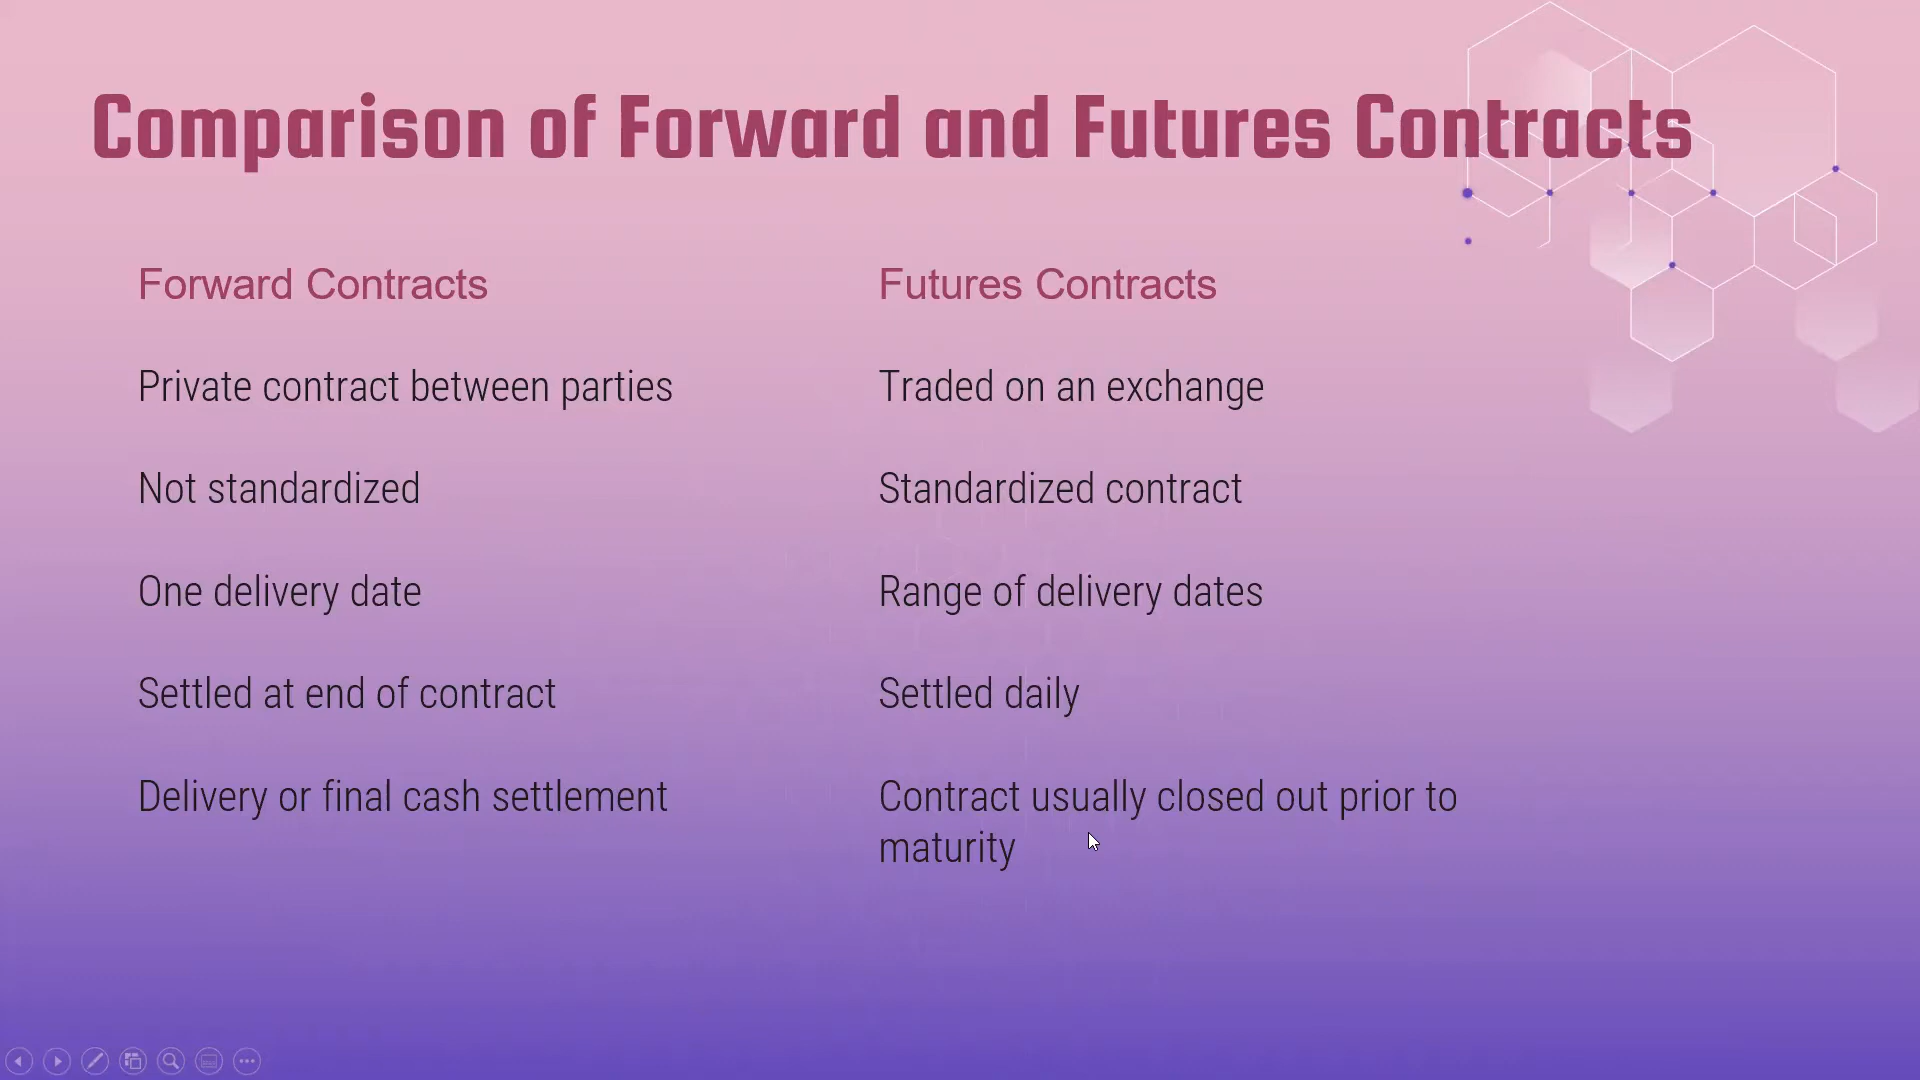 Comparison of Forward and Futures Contracts
Forward Contracts
Futures Contracts
Private contract between parties
Traded on an exchange
Not standardized
Standardized contract
One delivery date
Range of delivery dates
Settled at end of contract
Settled daily
Delivery or final cash settlement
Contract usually closed out prior to
maturity